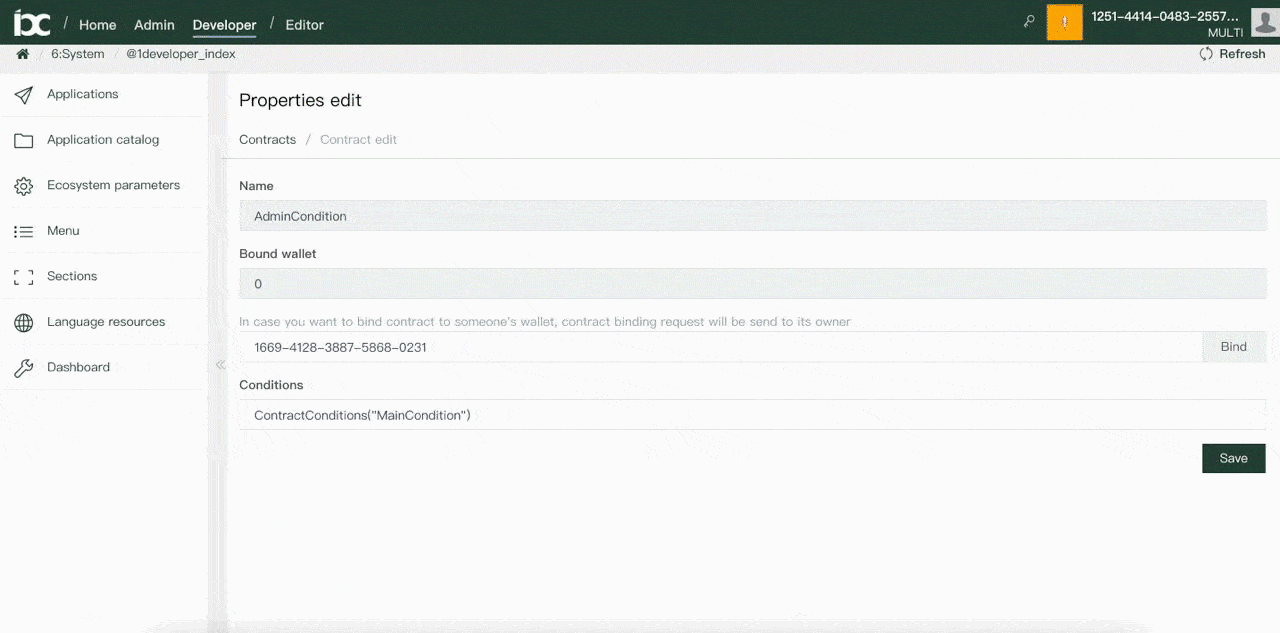 ibc / Home Admin Developer / Editor
1251-4414-0483-2557...
MULTI
6:System / @1developer_index
Refresh
Applications
Application catalog
Ecosystem parameters
Menu
Sections
Language resources
Dashboard
Properties edit
Contracts / Contract edit
Name
AdminCondition
Bound wallet
0
In case you want to bind contract to someone's wallet, contract binding request will be send to its owner
1669-4128-3887-5868-0231
Bind
Conditions
ContractConditions("MainCondition")
Save